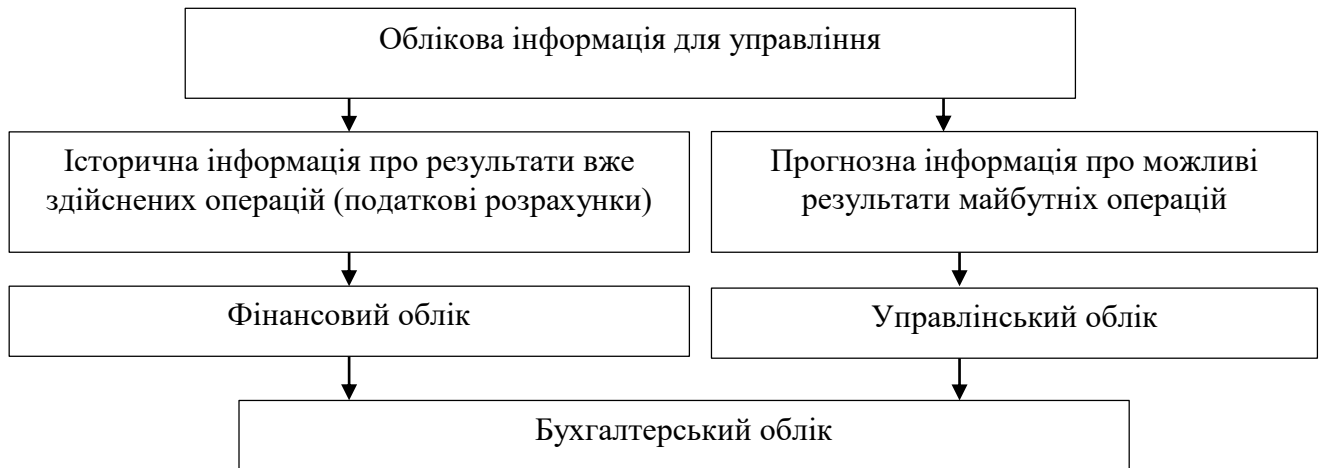 Облікова інформація для управління
Історична інформація про результати вже
здійснених операцій (податкові розрахунки)
Прогнозна інформація про можливі
результати майбутніх операцій
Фінансовий облік
Управлінський облік
Бухгалтерський облік